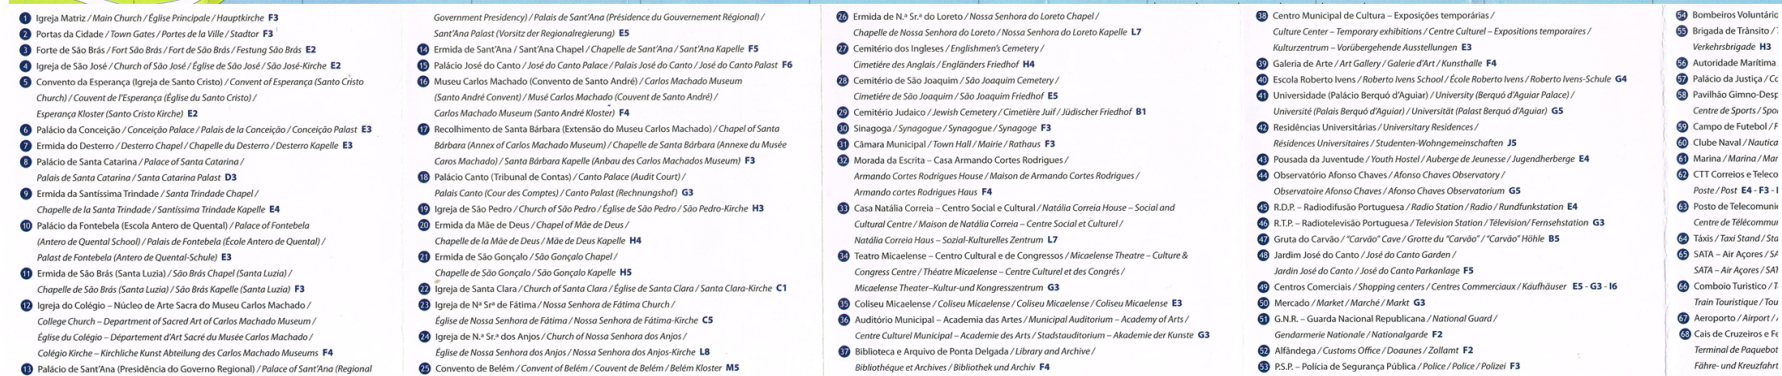 1 Igreja Matriz / Main Church / Église Principale / Hauptkirche F3
2 Portas da Cidade / Town Gates / Portes de la Ville / Stadtor F3
3 Forte de São Brás / Fort São Brás / Fort de São Brás / Festung São Brás E2
4 Igreja de São José / Church of São José / Église de São José / São José-Kirche E2
5 Convento da Esperança (Igreja de Santo Cristo) / Convent of Esperança (Santo Cristo
Church) / Couvent de l'Esperança (Église du Santo Cristo) /
Esperança Kloster (Santo Cristo Kirche) E2
6 Palácio da Conceição / Conceição Palace / Palais de la Conceição / Conceição Palast E3
7 Ermida do Desterro / Desterro Chapel / Chapelle du Desterro / Desterro Kapelle E3
8 Palácio de Santa Catarina / Palace of Santa Catarina /
Palais de Santa Catarina / Santa Catarina Palast D3
9 Ermida da Santíssima Trindade / Santa Trindade Chapel /
Chapelle de la Santa Trindade / Santíssima Trindade Kapelle E4
10 Palácio da Fontebela (Escola Antero de Quental) / Palace of Fontebela
(Antero de Quental School) / Palais de Fontebela (École Antero de Quental) /
Palast de Fontebela (Antero de Quental-Schule) E3
11 Ermida de São Brás (Santa Luzia) / São Brás Chapel (Santa Luzia) /
Chapelle de São Brás (Santa Luzia) / São Brás Kapelle (Santa Luzia) F3
12 Igreja do Colégio – Núcleo de Arte Sacra do Museu Carlos Machado /
College Church – Department of Sacred Art of Carlos Machado Museum /
Église du Colégio – Département d'Art Sacré du Musée Carlos Machado /
Colégio Kirche – Kirchliche Kunst Abteilung des Carlos Machado Museums F4
13 Palácio de Sant'Ana (Presidência do Governo Regional) / Palace of Sant'Ana (Regional
Government Presidency) / Palais de Sant'Ana (Présidence du Gouvernement Régional) /
Sant'Ana Palast (Vorsitz der Regionalregierung) E5
14 Ermida de Sant'Ana / Sant'Ana Chapel / Chapelle de Sant'Ana / Sant'Ana Kapelle F5
15 Palácio José do Canto / José do Canto Palace / Palais José do Canto / José do Canto Palast F6
16 Museu Carlos Machado (Convento de Santo André) / Carlos Machado Museum
(Santo André Convent) / Musé Carlos Machado (Couvent de Santo André) /
Carlos Machado Museum (Santo André Kloster) F4
17 Recolhimento de Santa Bárbara (Extensão do Museu Carlos Machado) / Chapel of Santa
Bárbara (Annex of Carlos Machado Museum) / Chapelle de Santa Bárbara (Annexe du Musée
Caros Machado) / Santa Bárbara Kapelle (Anbau des Carlos Machados Museum) F3
18 Palácio Canto (Tribunal de Contas) / Canto Palace (Audit Court) /
Palais Canto (Cour des Comptes) / Canto Palast (Rechnungshof) G3
19 Igreja de São Pedro / Church of São Pedro / Église de São Pedro / São Pedro-Kirche H3
20 Ermida da Mãe de Deus / Chapel of Mãe de Deus /
Chapelle de la Mãe de Deus / Mãe de Deus Kapelle H4
21 Ermida de São Gonçalo / São Gonçalo Chapel /
Chapelle de São Gonçalo / São Gonçalo Kapelle H5
22 Igreja de Santa Clara / Church of Santa Clara / Église de Santa Clara / Santa Clara-Kirche C1
23 Igreja de Nª Srª de Fátima / Nossa Senhora de Fátima Church /
Église de Nossa Senhora de Fátima / Nossa Senhora de Fátima-Kirche C5
24 Igreja de N.ª Sr.ª dos Anjos / Church of Nossa Senhora dos Anjos /
Église de Nossa Senhora dos Anjos / Nossa Senhora dos Anjos-Kirche L8
25 Convento de Belém / Convent of Belém / Couvent de Belém / Belém Kloster M5
26 Ermida de N.ª Sr.ª do Loreto / Nossa Senhora do Loreto Chapel /
Chapelle de Nossa Senhora do Loreto / Nossa Senhora do Loreto Kapelle L7
27 Cemitério dos Ingleses / Englishmen's Cemetery /
Cimetiére des Anglais / Engländers Friedhof H4
28 Cemitério de São Joaquim / São Joaquim Cemetery /
Cimetiére de São Joaquim / São Joaquim Friedhof E5
29 Cemitério Judaico / Jewish Cemetery / Cimetière Juif / Jüdischer Friedhof B1
30 Sinagoga / Synagogue / Synagogue / Synagoge F3
31 Câmara Municipal / Town Hall / Mairie / Rathaus F3
32 Morada da Escrita – Casa Armando Cortes Rodrigues /
Armando Cortes Rodrigues House / Maison de Armando Cortes Rodrigues /
Armando cortes Rodrigues Haus F4
33 Casa Natália Correia – Centro Social e Cultural / Natália Correia House – Social and
Cultural Centre / Maison de Natália Correia – Centre Social et Culturel /
Natália Correia Haus – Sozial-Kulturelles Zentrum L7
34 Teatro Micaelense – Centro Cultural e de Congressos / Micaelense Theatre – Culture &
Congress Centre / Théatre Micaelense – Centre Culturel et des Congrés /
Micaelense Theater–Kultur-und Kongresszentrum G3
35 Coliseu Micaelense / Coliseu Micaelense / Coliseu Micaelense / Coliseu Micaelense E3
36 Auditório Municipal – Academia das Artes / Municipal Auditorium – Academy of Arts /
Centre Culturel Municipal – Academie des Arts / Stadstauditorium – Akademie der Kunste G3
37 Biblioteca e Arquivo de Ponta Delgada / Library and Archive /
Bibliothéque et Archives / Bibliothek und Archiv F4
38 Centro Municipal de Cultura – Exposições temporárias /
Culture Center – Temporary exhibitions / Centre Culturel – Expositions temporaires /
Kulturzentrum – Vorübergehende Ausstellungen E3
39 Galeria de Arte / Art Gallery / Galerie d'Art / Kunsthalle F4
40 Escola Roberto Ivens / Roberto Ivens School / École Roberto Ivens / Roberto Ivens-Schule G4
41 Universidade (Palácio Berquó d'Aguiar) / University (Berquó d'Aguiar Palace) /
Université (Palais Berquó d'Aguiar) / Universität (Palast Berquó d'Aguiar) G5
42 Residências Universitárias / Universitary Residences /
Résidences Universitaires / Studenten-Wohngemeinschaften J5
43 Pousada da Juventude / Youth Hostel / Auberge de Jeunesse / Jugendherberge E4
44 Observatório Afonso Chaves / Afonso Chaves Observatory /
Observatoire Afonso Chaves / Afonso Chaves Observatorium G5
45 R.D.P. – Radiodifusão Portuguesa / Radio Station / Radio / Rundfunkstation E4
46 R.T.P. – Radiotelevisão Portuguesa / Television Station / Télévision / Fernsehstation G3
47 Gruta do Carvão / "Carvão" Cave / Grotte du "Carvão" / "Carvão" Höhle B5
48 Jardim José do Canto / José do Canto Garden /
Jardin José do Canto / José do Canto Parkanlage F5
49 Centros Comerciais / Shopping centers / Centres Commerciaux / Käufhäuser E5 - G3 - I6
50 Mercado / Market / Marché / Markt G3
51 G.N.R. – Guarda Nacional Republicana / National Guard /
Gendarmerie Nationale / Nationalgarde F2
52 Alfândega / Customs Office / Doaunes / Zollamt F2
53 P.S.P. – Polícia de Segurança Pública / Police / Police / Polizei F3
54 Bombeiros Voluntário
55 Brigada de Trânsito /
Verkehrsbrigade H3
56 Autoridade Marítima
57 Palácio da Justiça / Co
58 Pavilhão Gimno-Desp
Centre de Sports / Spo
59 Campo de Futebol / F
60 Clube Naval / Nautica
61 Marina / Marina / Mar
62 CTT Correios e Teleco
Poste / Post E4 - F3 - I
63 Posto de Telecomuni
Centre de Télécommu
64 Táxis / Taxi Stand / Sta
65 SATA – Air Açores / SAT
SATA – Air Açores / SA
66 Comboio Turístico / T
Train Touristique / Tou
67 Aeroporto / Airport / A
68 Cais de Cruzeiros e Fe
Terminal de Paquebot
Fähre- und Kreuzfahrt